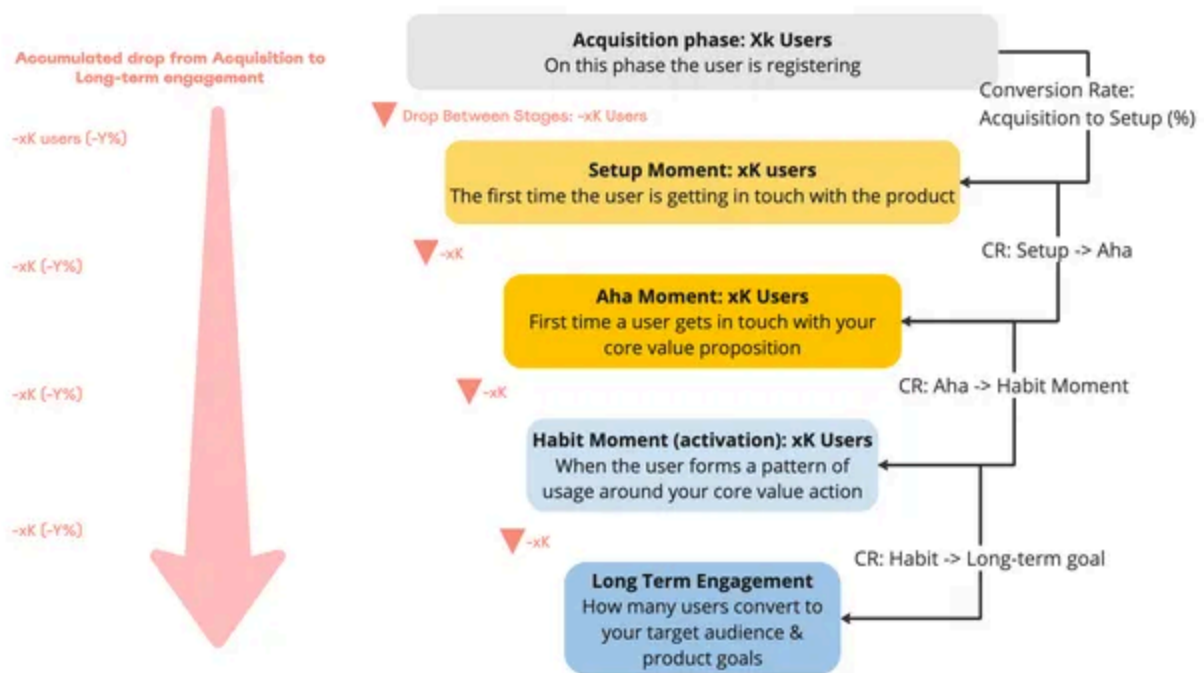 Accumulated drop from Acquisition to
Long-term engagement
-xK users (-Y%)
-xK (-Y%)
-xK (-Y%)
-xK (-Y%)
Acquisition phase: Xk Users
On this phase the user is registering
Conversion Rate:
Acquisition to Setup (%)
Drop Between Stages: -xK Users
Setup Moment: xK users
The first time the user is getting in touch with the product
CR: Setup -> Aha
-xK
Aha Moment: xK Users
First time a user gets in touch with your
core value proposition
CR: Aha -> Habit Moment
-xK
Habit Moment (activation): xK Users
When the user forms a pattern of
usage around your core value action
CR: Habit -> Long-term goal
-xK
Long Term Engagement
How many users convert to
your target audience &
product goals